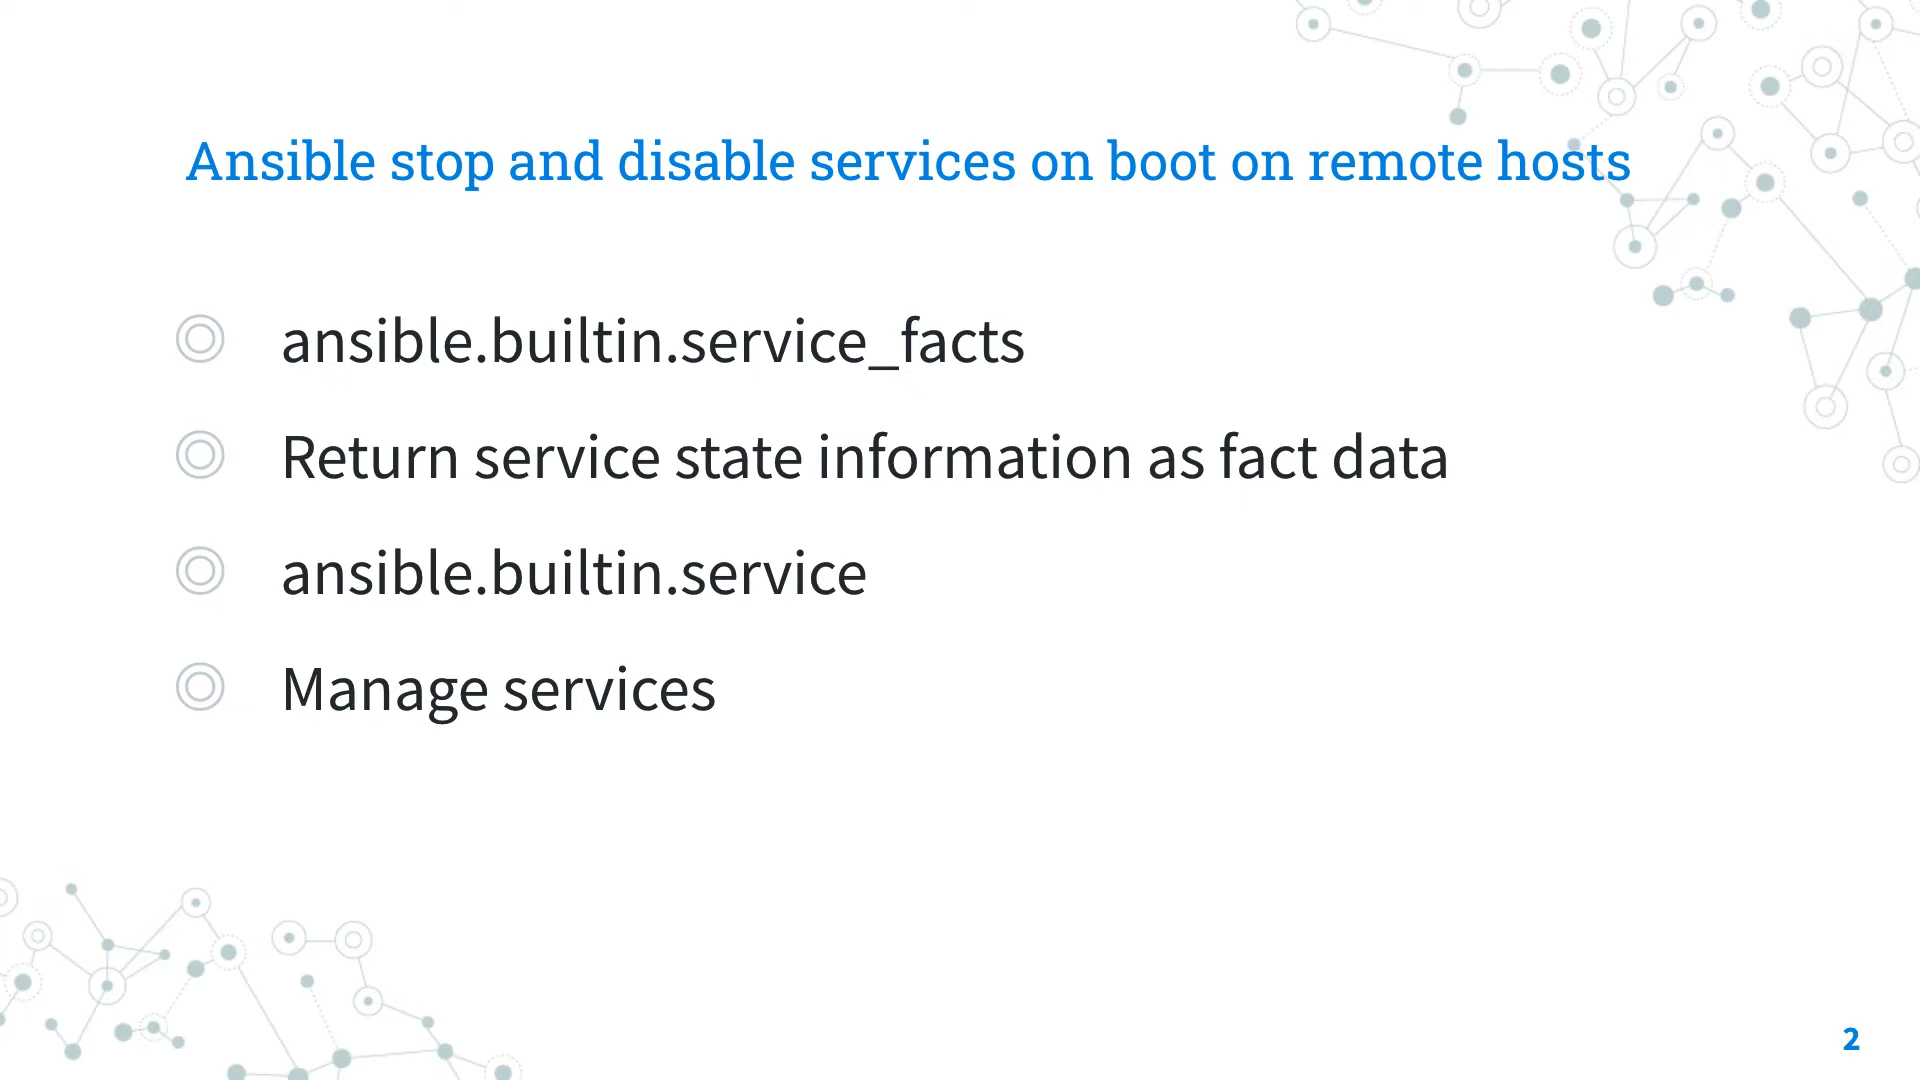 Ansible stop and disable services on boot on remote hosts
ansible.builtin.service_facts
Return service state information as fact data
ansible.builtin.service
Manage services
2